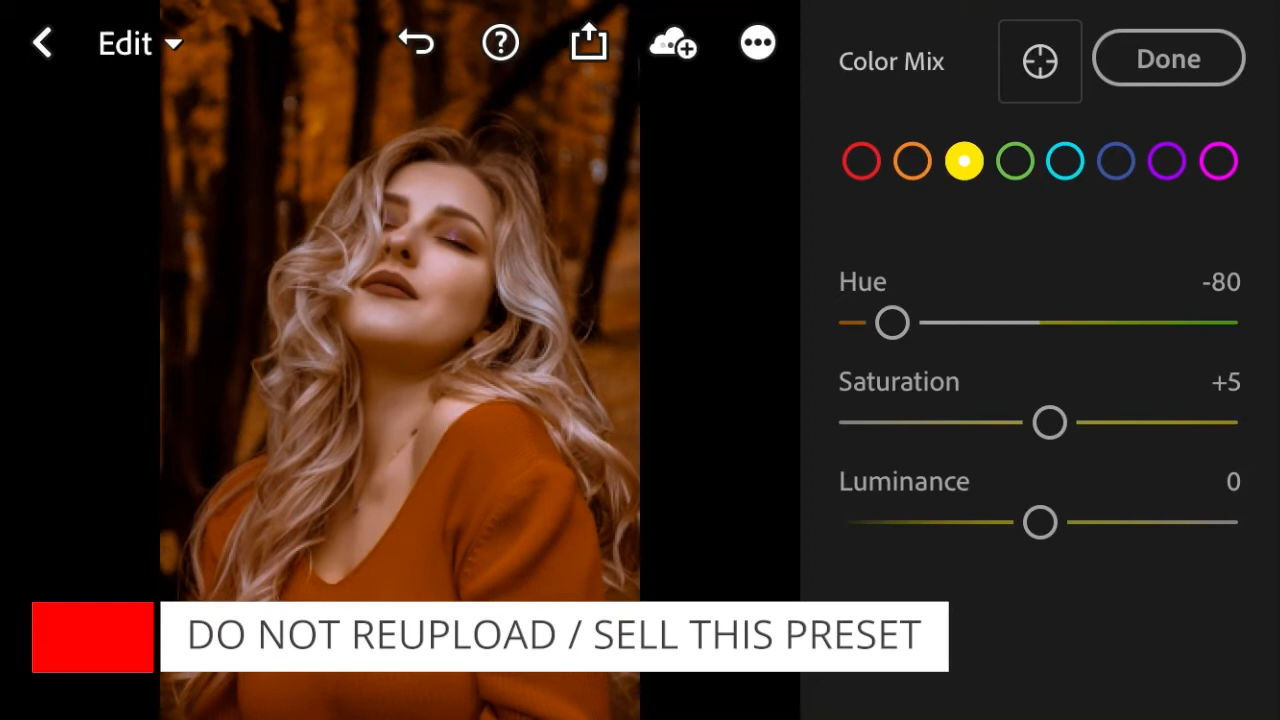 Edit
Color Mix
Done
Hue -80
Saturation +5
Luminance 0
DO NOT REUPLOAD / SELL THIS PRESET